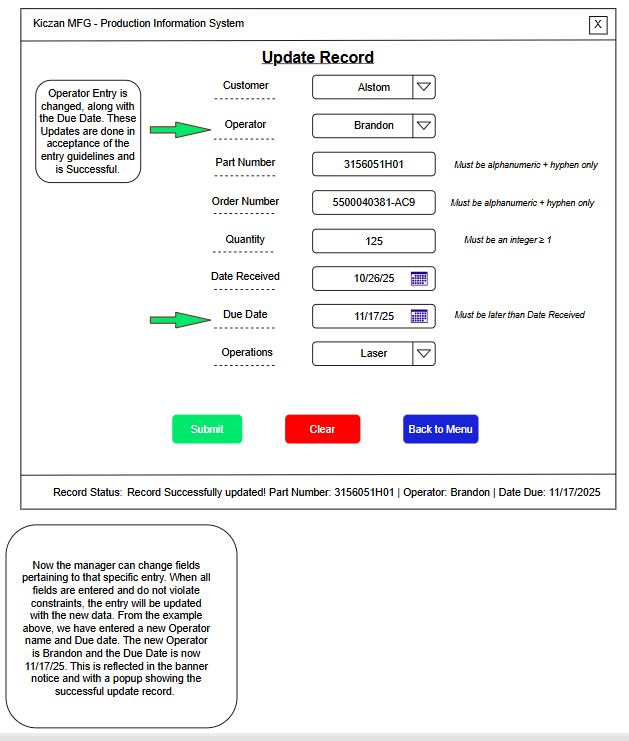 Kiczan MFG - Production Information System
X
Update Record
Operator Entry is
changed, along with
the Due Date. These
Updates are done in
acceptance of the
entry guidelines and
is Successful.
Customer
Alstom
Operator
Brandon
Part Number
3156051H01
Must be alphanumeric + hyphen only
Order Number
5500040381-AC9
Must be alphanumeric + hyphen only
Quantity
125
Must be an integer ≥ 1
Date Received
10/26/25
Due Date
11/17/25
Must be later than Date Received
Operations
Laser
Submit
Clear
Back to Menu
Record Status: Record Successfully updated! Part Number: 3156051H01 | Operator: Brandon | Date Due: 11/17/2025
Now the manager can change fields
pertaining to that specific entry. When all
fields are entered and do not violate
constraints, the entry will be updated
with the new data. From the example
above, we have entered a new Operator
name and Due date. The new Operator
is Brandon and the Due Date is now
11/17/25. This is reflected in the banner
notice and with a popup showing the
successful update record.